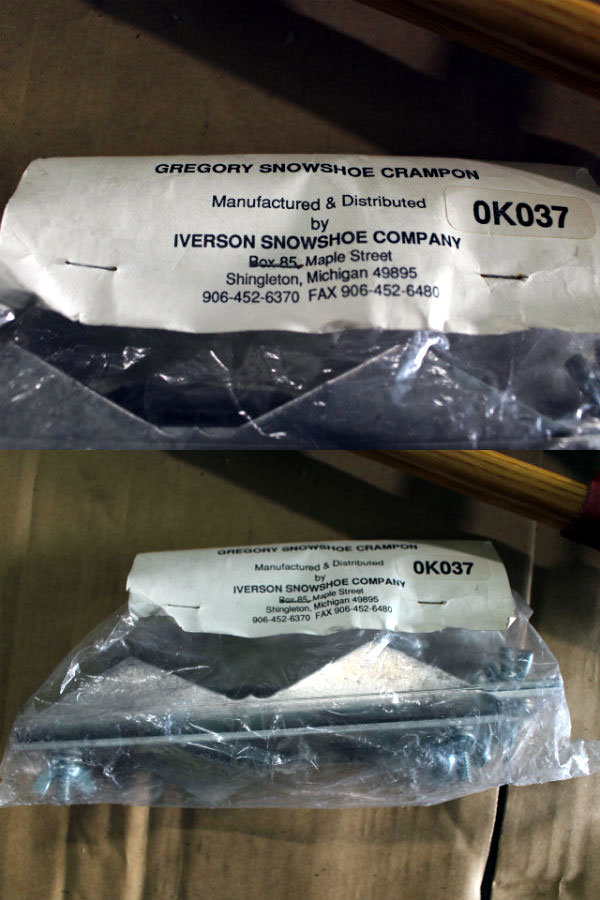 GREGORY SNOWSHOE CRAMPON
Manufactured & Distributed
by
IVERSON SNOWSHOE COMPANY
Box 85, Maple Street
Shingleton, Michigan 49895
906-452-6370 FAX 906-452-6480
0K037
GREGORY SNOWSHOE CRAMPON
Manufactured & Distributed
by
IVERSON SNOWSHOE COMPANY
Box 85, Maple Street
Shingleton, Michigan 49895
906-452-6370 FAX 906-452-6480
0K037